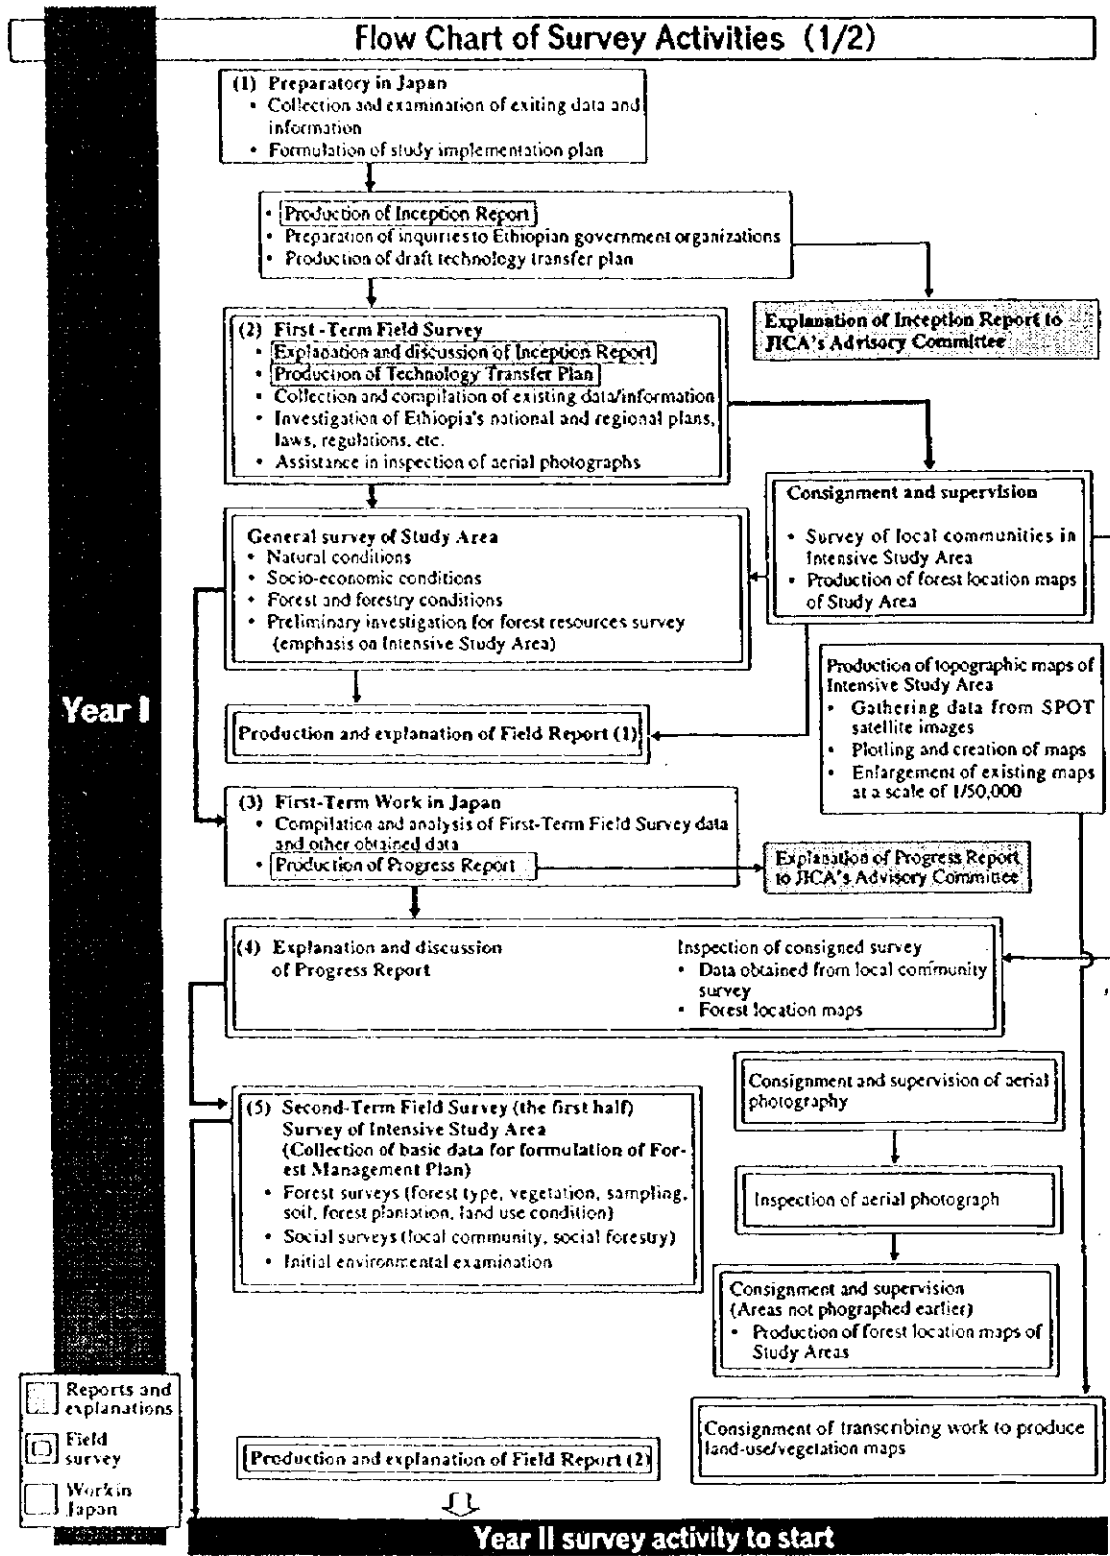 Flow Chart of Survey Activities (1/2)
Year I
(1) Preparatory in Japan
• Collection and examination of exiting data and
information
• Formulation of study implementation plan
• Production of Inception Report
• Preparation of inquiries to Ethiopian government organizations
• Production of draft technology transfer plan
Explanation of Inception Report to
JICA's Advisory Committee
(2) First-Term Field Survey
• Explanation and discussion of Inception Report
• Production of Technology Transfer Plan
• Collection and compilation of existing data/information
• Investigation of Ethiopia's national and regional plans,
laws, regulations, etc.
• Assistance in inspection of aerial photographs
Consignment and supervision
• Survey of local communities in
Intensive Study Area
• Production of forest location maps
of Study Area
General survey of Study Area
• Natural conditions
• Socio-economic conditions
• Forest and forestry conditions
• Preliminary investigation for forest resources survey
(emphasis on Intensive Study Area)
Production of topographic maps of
Intensive Study Area
• Gathering data from SPOT
satellite images
• Plotling and creation of maps
• Enlargement of existing maps
at a scale of 1/50,000
Production and explanation of Field Report (1)
(3) First-Term Work in Japan
• Compilation and analysis of First-Term Field Survey data
and other obtained data
• Production of Progress Report
Explanation of Progress Report
to JICA's Advisory Committee
(4) Explanation and discussion
of Progress Report
Inspection of consigned survey
• Data obtained from local community
survey
• Forest location maps
Consignment and supervision of aerial
photography
(5) Second-Term Field Survey (the first half)
Survey of Intensive Study Area
(Collection of basic data for formulation of For-
est Management Plan)
• Forest surveys (forest type, vegetation, sampling,
soil, forest plantation, land use condition)
• Social surveys (local community, social forestry)
• Initial environmental examination
Inspection of aerial photograph
Consignment and supervision
(Areas not phographed earlier)
• Production of forest location maps of
Study Areas
Consignment of transcribing work to produce
land-use/vegetation maps
Production and explanation of Field Report (2)
Reports and
explanations
Field
survey
Workin
Japan
Year II survey activity to start